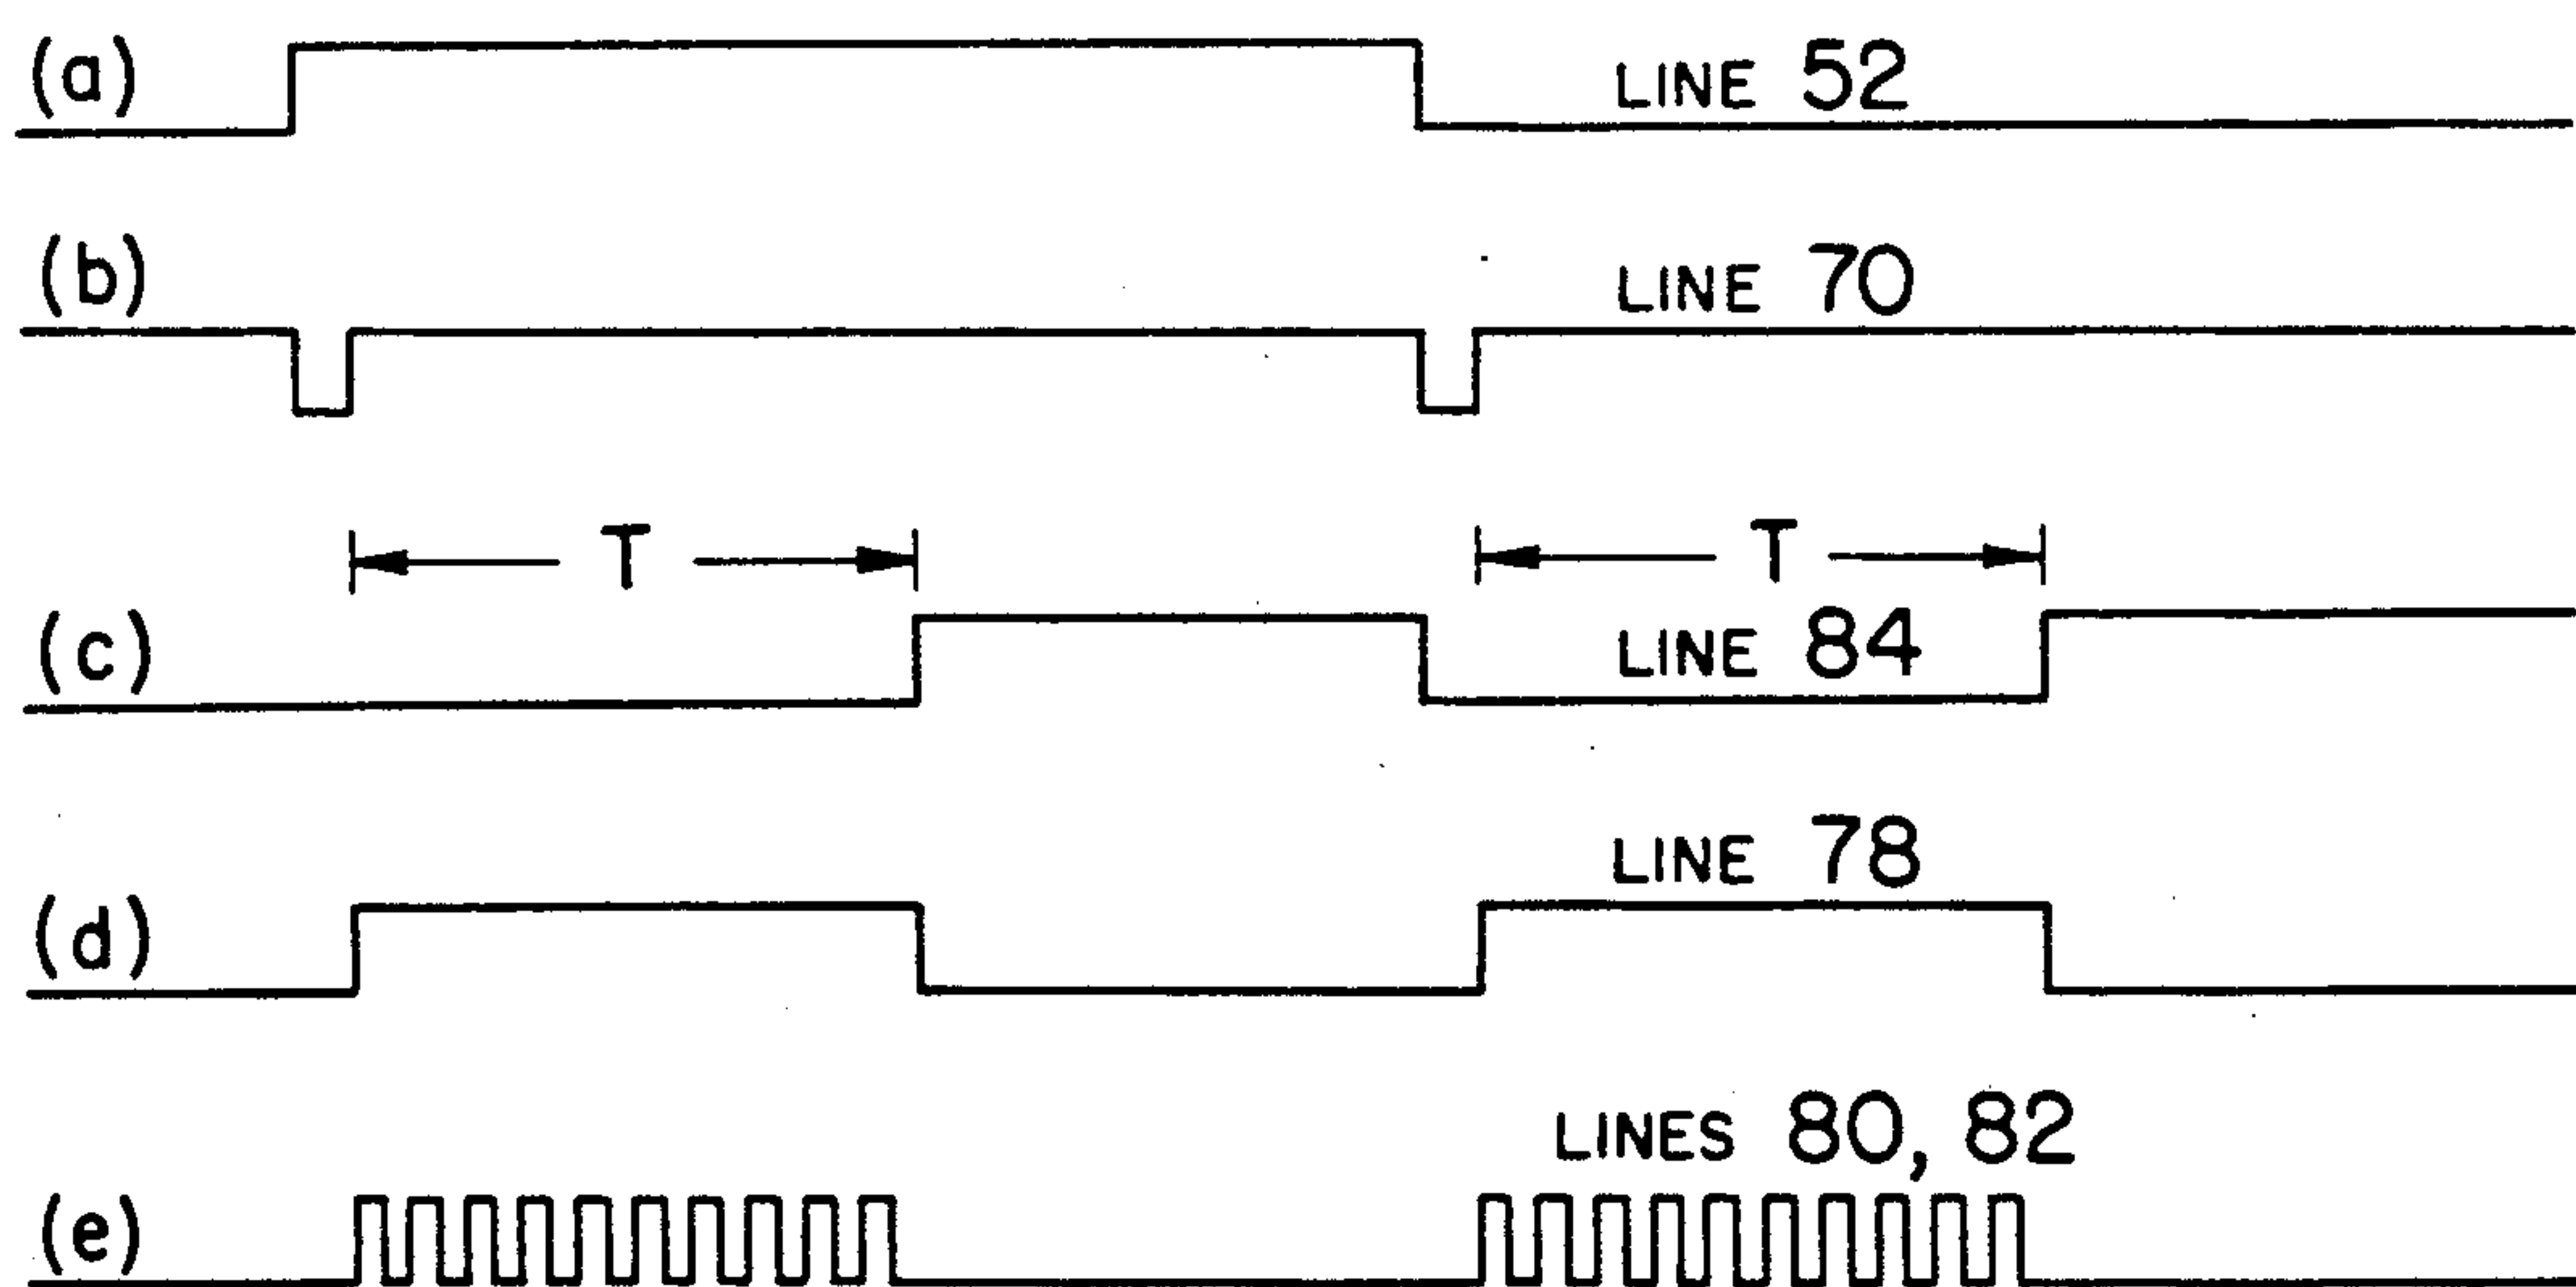 (a) LINE 52
(b) LINE 70
T T
(c) LINE 84
LINE 78
(d)
LINES 80, 82
(e)